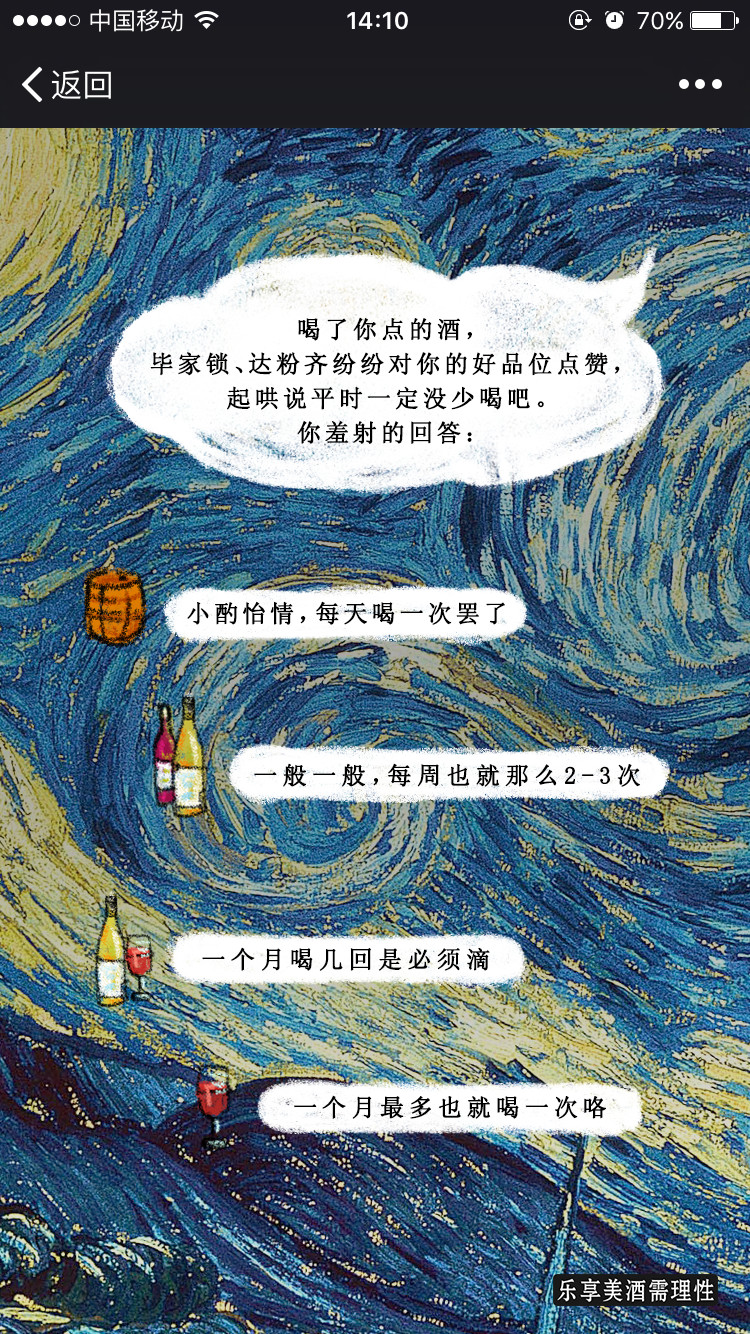 中国移动
14:10
70%
返回
喝了你点的酒，
毕家锁、达粉齐纷纷对你的好品位点赞，
起哄说平时一定没少喝吧。
你羞射的回答：
小酌怡情，每天喝一次罢了
一般一般，每周也就那么2-3次
一个月喝几回是必须滴
一个月最多也就喝一次咯
乐享美酒需理性